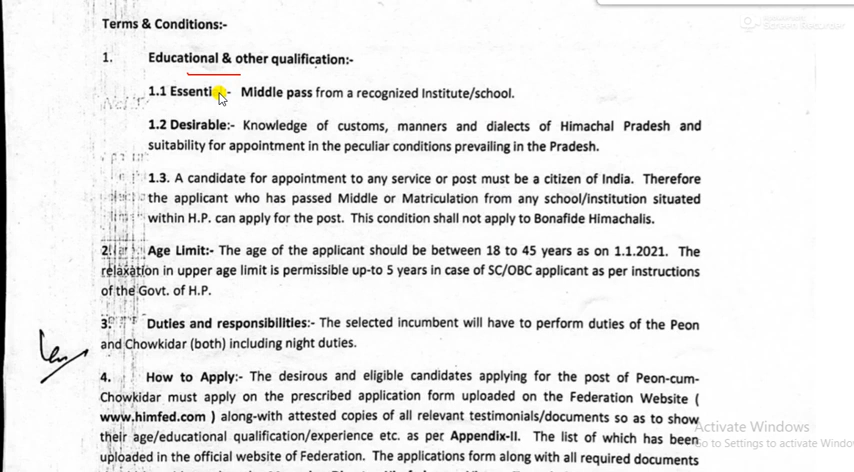 Terms & Conditions:-
1. Educational & other qualification:-
1.1 Essenti :- Middle pass from a recognized Institute/school.
1.2 Desirable:- Knowledge of customs, manners and dialects of Himachal Pradesh and
suitability for appointment in the peculiar conditions prevailing in the Pradesh.
1.3. A candidate for appointment to any service or post must be a citizen of India. Therefore
the applicant who has passed Middle or Matriculation from any school/institution situated
within H.P. can apply for the post. This condition shall not apply to Bonafide Himachalis.
2. Age Limit:- The age of the applicant should be between 18 to 45 years as on 1.1.2021. The
relaxation in upper age limit is permissible up-to 5 years in case of SC/OBC applicant as per instructions
of the Govt. of H.P.
3. Duties and responsibilities:- The selected incumbent will have to perform duties of the Peon
and Chowkidar (both) including night duties.
4. How to Apply:- The desirous and eligible candidates applying for the post of Peon-cum-
Chowkidar must apply on the prescribed application form uploaded on the Federation Website (
www.himfed.com ) along-with attested copies of all relevant testimonials/documents so as to show
their age/educational qualification/experience etc. as per Appendix-II. The list of which has been
uploaded in the official website of Federation. The applications form along with all required documents
Activate Windows
Go to Settings to activate Windo